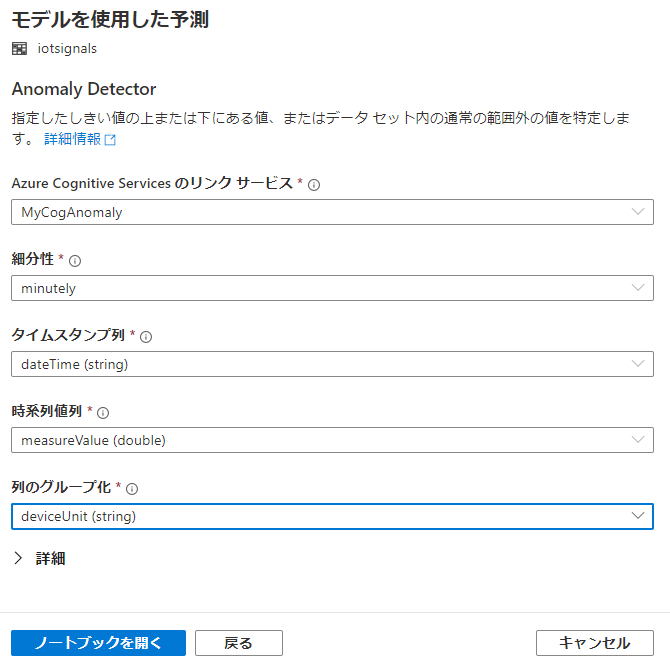 モデルを使用した予測
iotsignals
Anomaly Detector
指定したしきい値の上または下にある値、またはデータ セット内の通常の範囲外の値を特定しま
す。 詳細情報
Azure Cognitive Services のリンク サービス *
MyCogAnomaly
細分性 *
minutely
タイムスタンプ列 *
dateTime (string)
時系列値列 *
measureValue (double)
列のグループ化 *
deviceUnit (string)
詳細
ノートブックを開く 戻る キャンセル